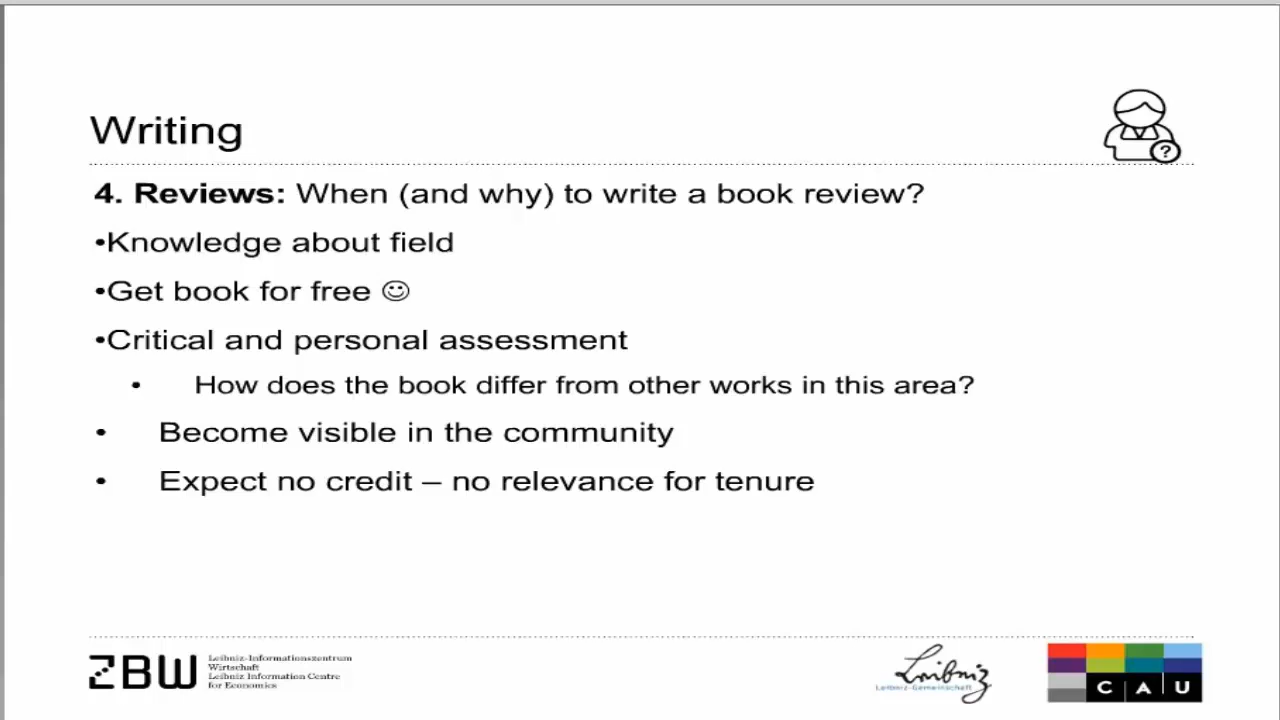 Writing
?
4. Reviews: When (and why) to write a book review?
•Knowledge about field
•Get book for free ☺
•Critical and personal assessment
• How does the book differ from other works in this area?
• Become visible in the community
• Expect no credit – no relevance for tenure
ZBW
Leibniz-Informationszentrum
Wirtschaft
Leibniz Information Centre
for Economics
Leibniz
Leibniz-Gemeinschaft
C A U